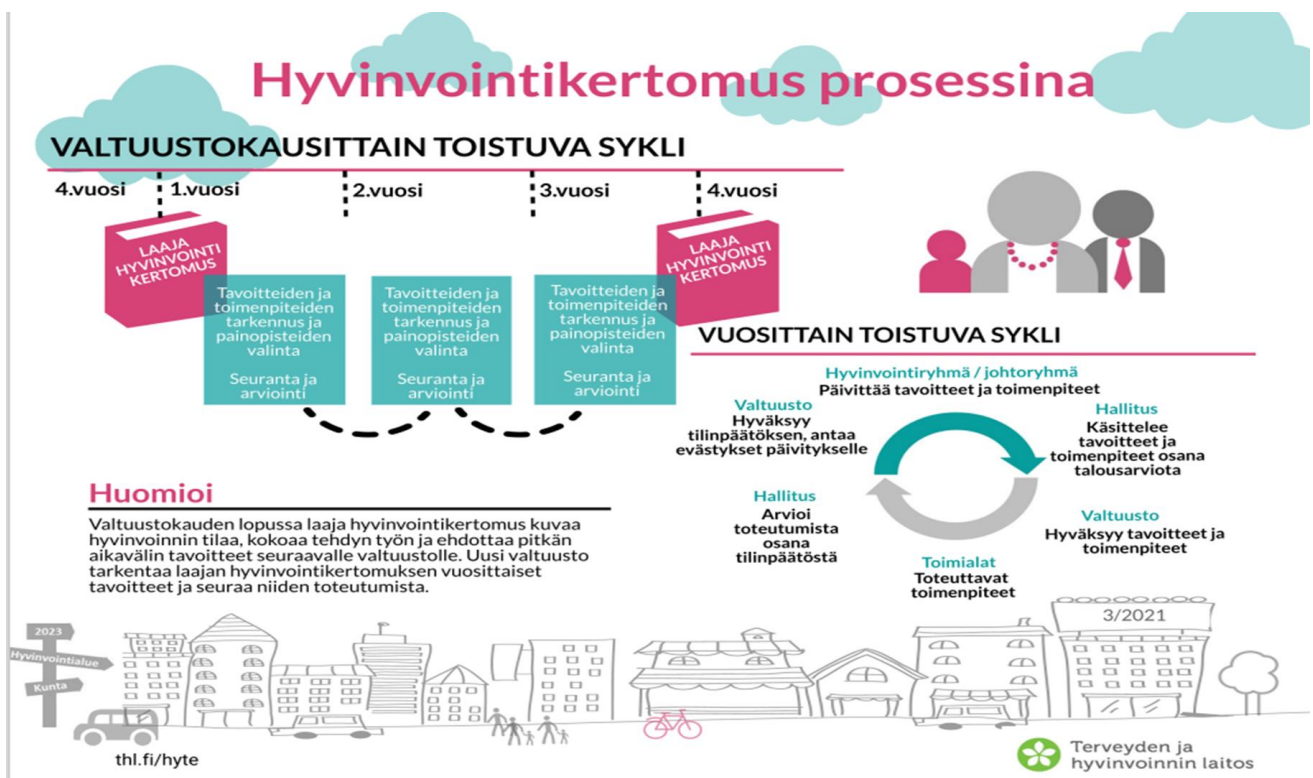 Hyvinvointikertomus prosessina
VALTUUSTOKAUSITTAIN TOISTUVA SYKLI
4.vuosi
1.vuosi
2.vuosi
3.vuosi
4.vuosi
LAAJA
HYVINVOINTI
KERTOMUS
LAAJA
HYVINVOINTI
KERTOMUS
Tavoitteiden ja
toimenpiteiden
tarkennus ja
painopisteiden
valinta
Seuranta ja
arviointi
Tavoitteiden ja
toimenpiteiden
tarkennus ja
painopisteiden
valinta
Seuranta ja
arviointi
Tavoitteiden ja
toimenpiteiden
tarkennus ja
painopisteiden
valinta
Seuranta ja
arviointi
VUOSITTAIN TOISTUVA SYKLI
Hyvinvointiryhmä / johtoryhmä
Päivittää tavoitteet ja toimenpiteet
Hallitus
Käsittelee
tavoitteet ja
toimenpiteet osana
talousarviota
Valtuusto
Hyväksyy tavoitteet ja
toimenpiteet
Toimialat
Toteuttavat
toimenpiteet
Hallitus
Arvioi
toteutumista
osana
tilinpäätöstä
Valtuusto
Hyväksyy
tilinpäätöksen, antaa
evästykset päivitykselle
Huomioi
Valtuustokauden lopussa laaja hyvinvointikertomus kuvaa
hyvinvoinnin tilaa, kokoaa tehdyn työn ja ehdottaa pitkän
aikavälin tavoitteet seuraavalle valtuustolle. Uusi valtuusto
tarkentaa laajan hyvinvointikertomuksen vuosittaiset
tavoitteet ja seuraa niiden toteutumista.
2023
Hyvinvointialue
Kunta
3/2021
thl.fi/hyte
Terveyden ja
hyvinvoinnin laitos